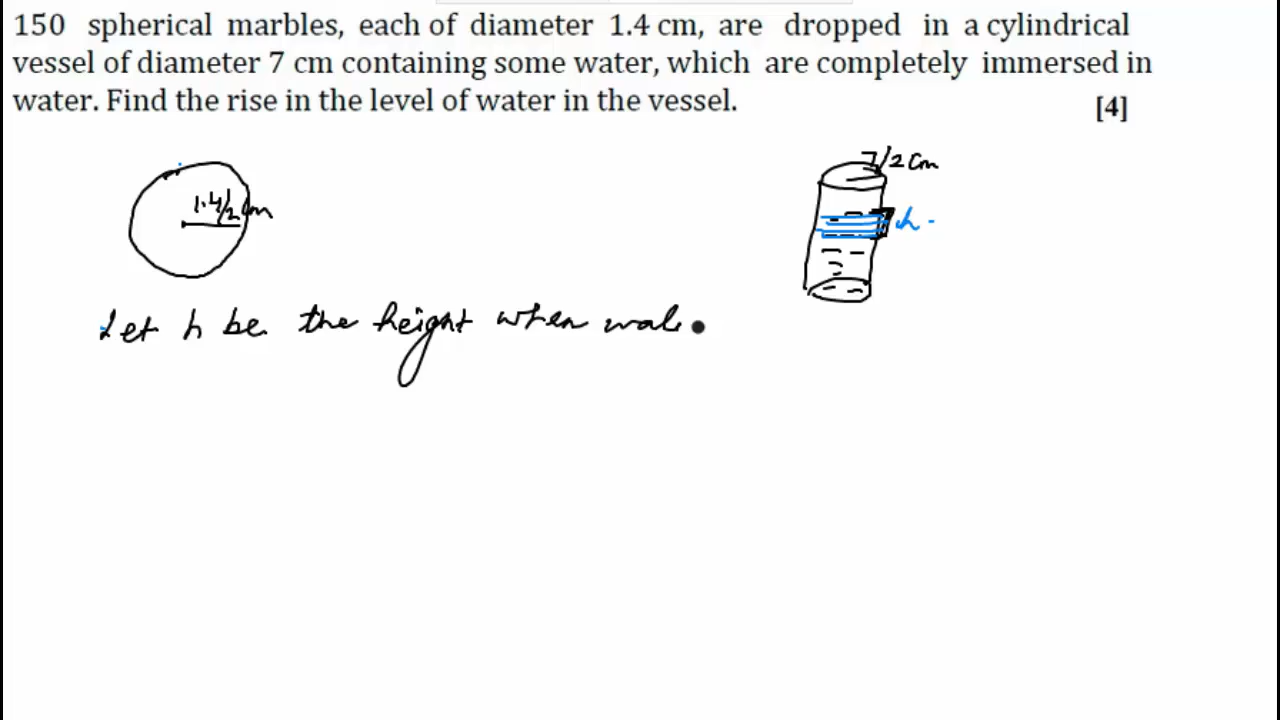 150 spherical marbles, each of diameter 1.4 cm, are dropped in a cylindrical
vessel of diameter 7 cm containing some water, which are completely immersed in
water. Find the rise in the level of water in the vessel.
[4]
7/2 cm
1.4/2 cm
h
Let h be the height when